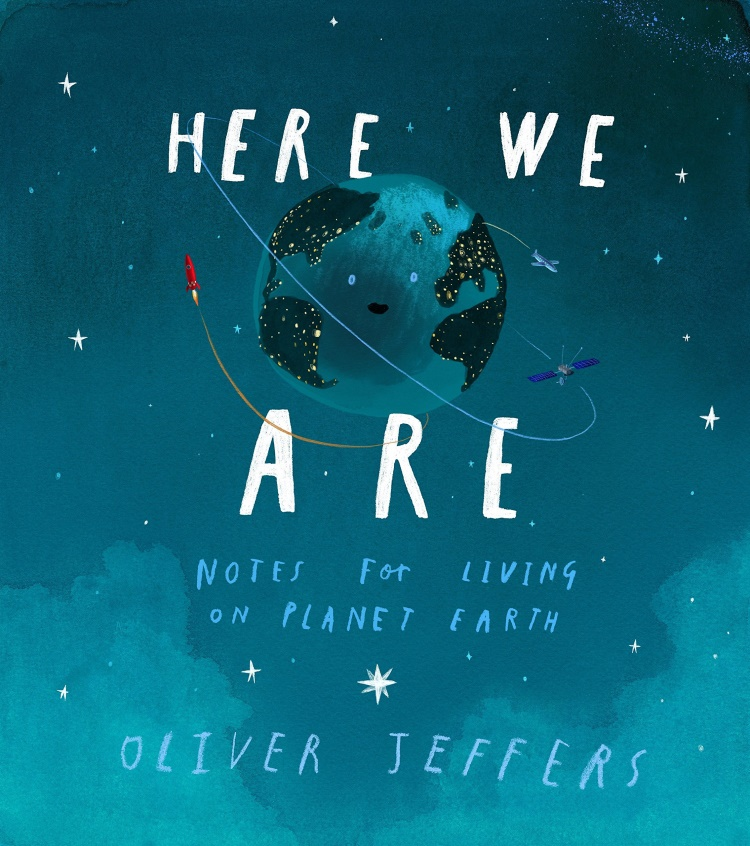 HERE WE
ARE
NOTES For LIVING
ON PLANET EARTH
OLIVER JEFFERS